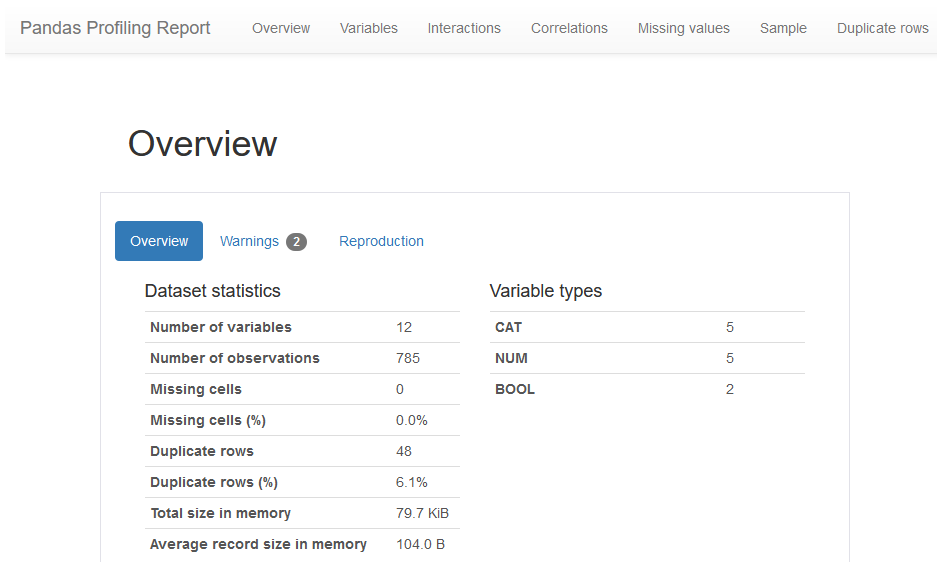 Pandas Profiling Report Overview Variables Interactions Correlations Missing values Sample Duplicate rows
Overview
Overview Warnings 2 Reproduction
Dataset statistics
Number of variables 12
Number of observations 785
Missing cells 0
Missing cells (%) 0.0%
Duplicate rows 48
Duplicate rows (%) 6.1%
Total size in memory 79.7 KiB
Average record size in memory 104.0 B
Variable types
CAT 5
NUM 5
BOOL 2